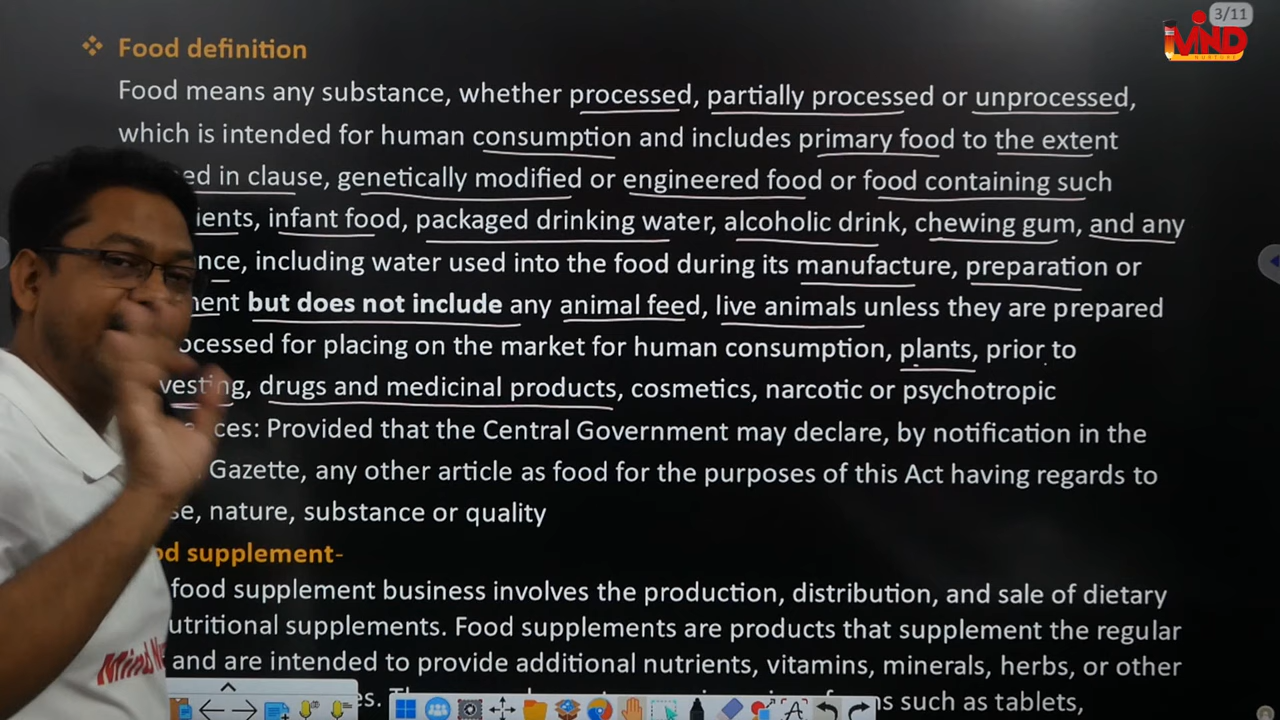 3/11
MIND
NURTURE
❖ Food definition
Food means any substance, whether processed, partially processed or unprocessed,
which is intended for human consumption and includes primary food to the extent
ed in clause, genetically modified or engineered food or food containing such
ients, infant food, packaged drinking water, alcoholic drink, chewing gum, and any
nce, including water used into the food during its manufacture, preparation or
ment but does not include any animal feed, live animals unless they are prepared
ocessed for placing on the market for human consumption, plants, prior to
vesting, drugs and medicinal products, cosmetics, narcotic or psychotropic
ces: Provided that the Central Government may declare, by notification in the
Gazette, any other article as food for the purposes of this Act having regards to
se, nature, substance or quality
od supplement-
food supplement business involves the production, distribution, and sale of dietary
utritional supplements. Food supplements are products that supplement the regular
and are intended to provide additional nutrients, vitamins, minerals, herbs, or other
es. such as tablets,